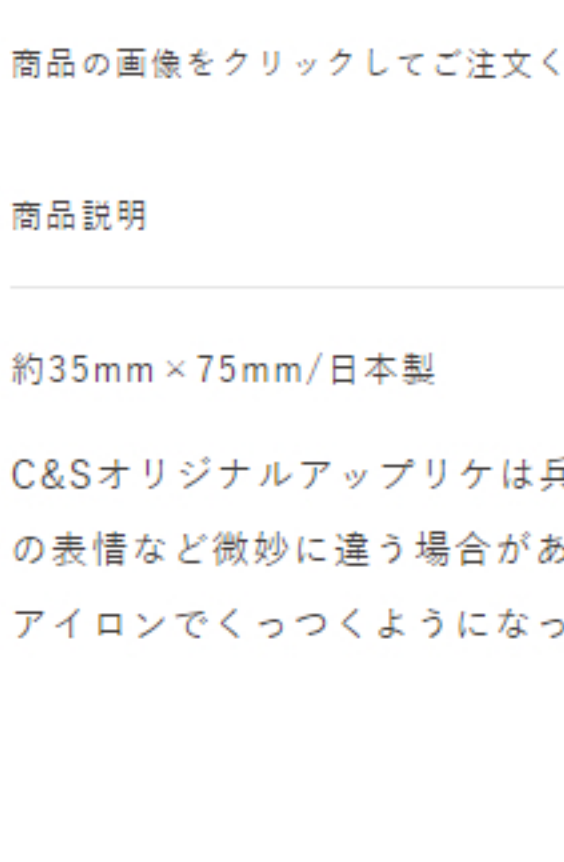 商品の画像をクリックしてご注文く
商品説明
約35mm×75mm/日本製
C&Sオリジナルアップリケは兵
の表情など微妙に違う場合があ
アイロンでくっつくようになっ